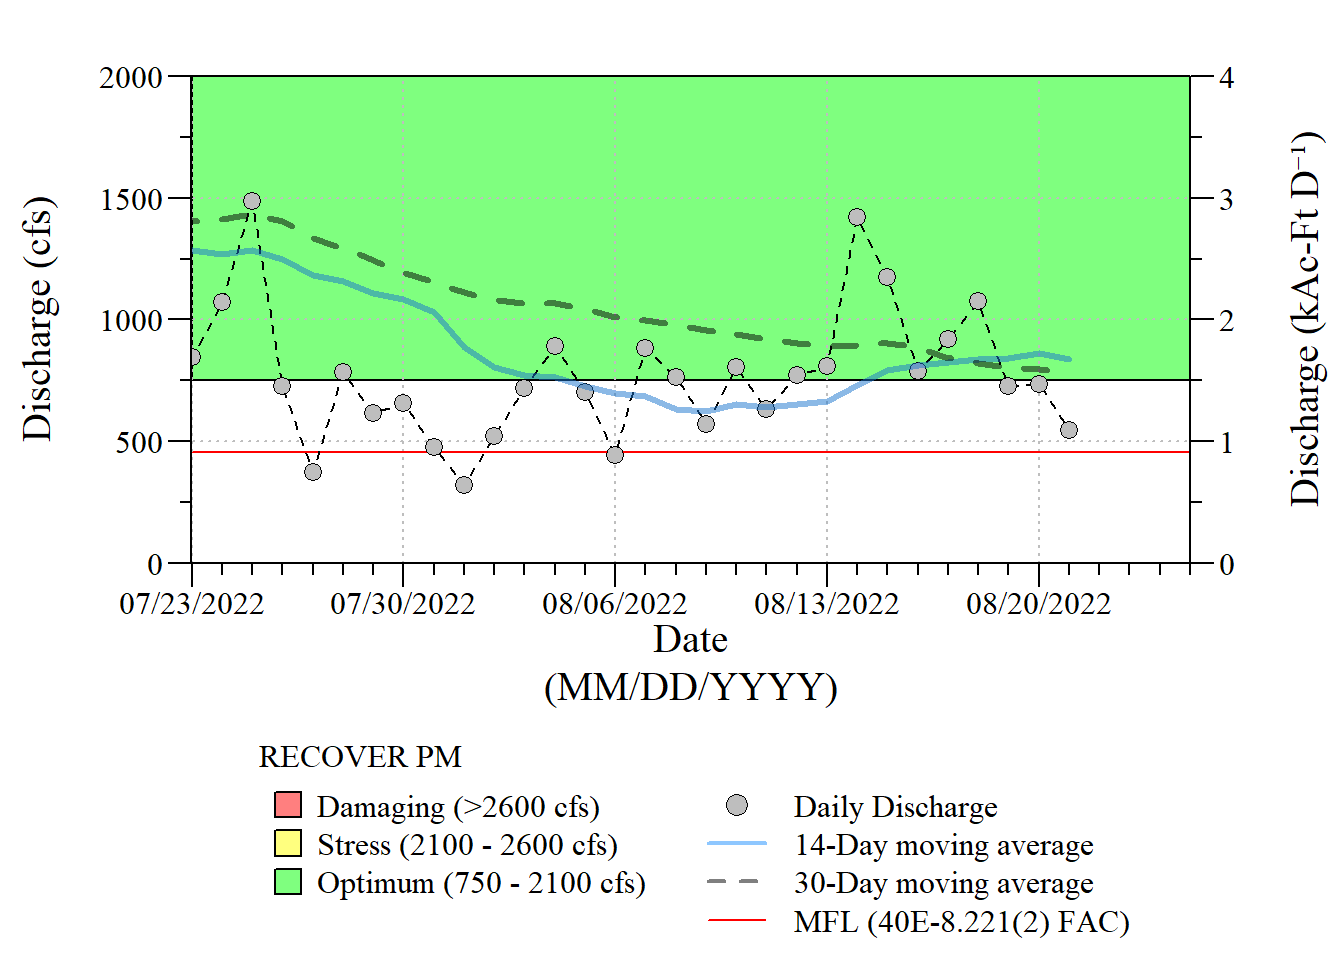 2000
1500
1000
500
0
Discharge (cfs)
4
3
2
1
0
Discharge (kAc-Ft D⁻¹)
07/23/2022 07/30/2022 08/06/2022 08/13/2022 08/20/2022
Date
(MM/DD/YYYY)
RECOVER PM
Damaging (>2600 cfs)
Stress (2100 - 2600 cfs)
Optimum (750 - 2100 cfs)
Daily Discharge
14-Day moving average
30-Day moving average
MFL (40E-8.221(2) FAC)